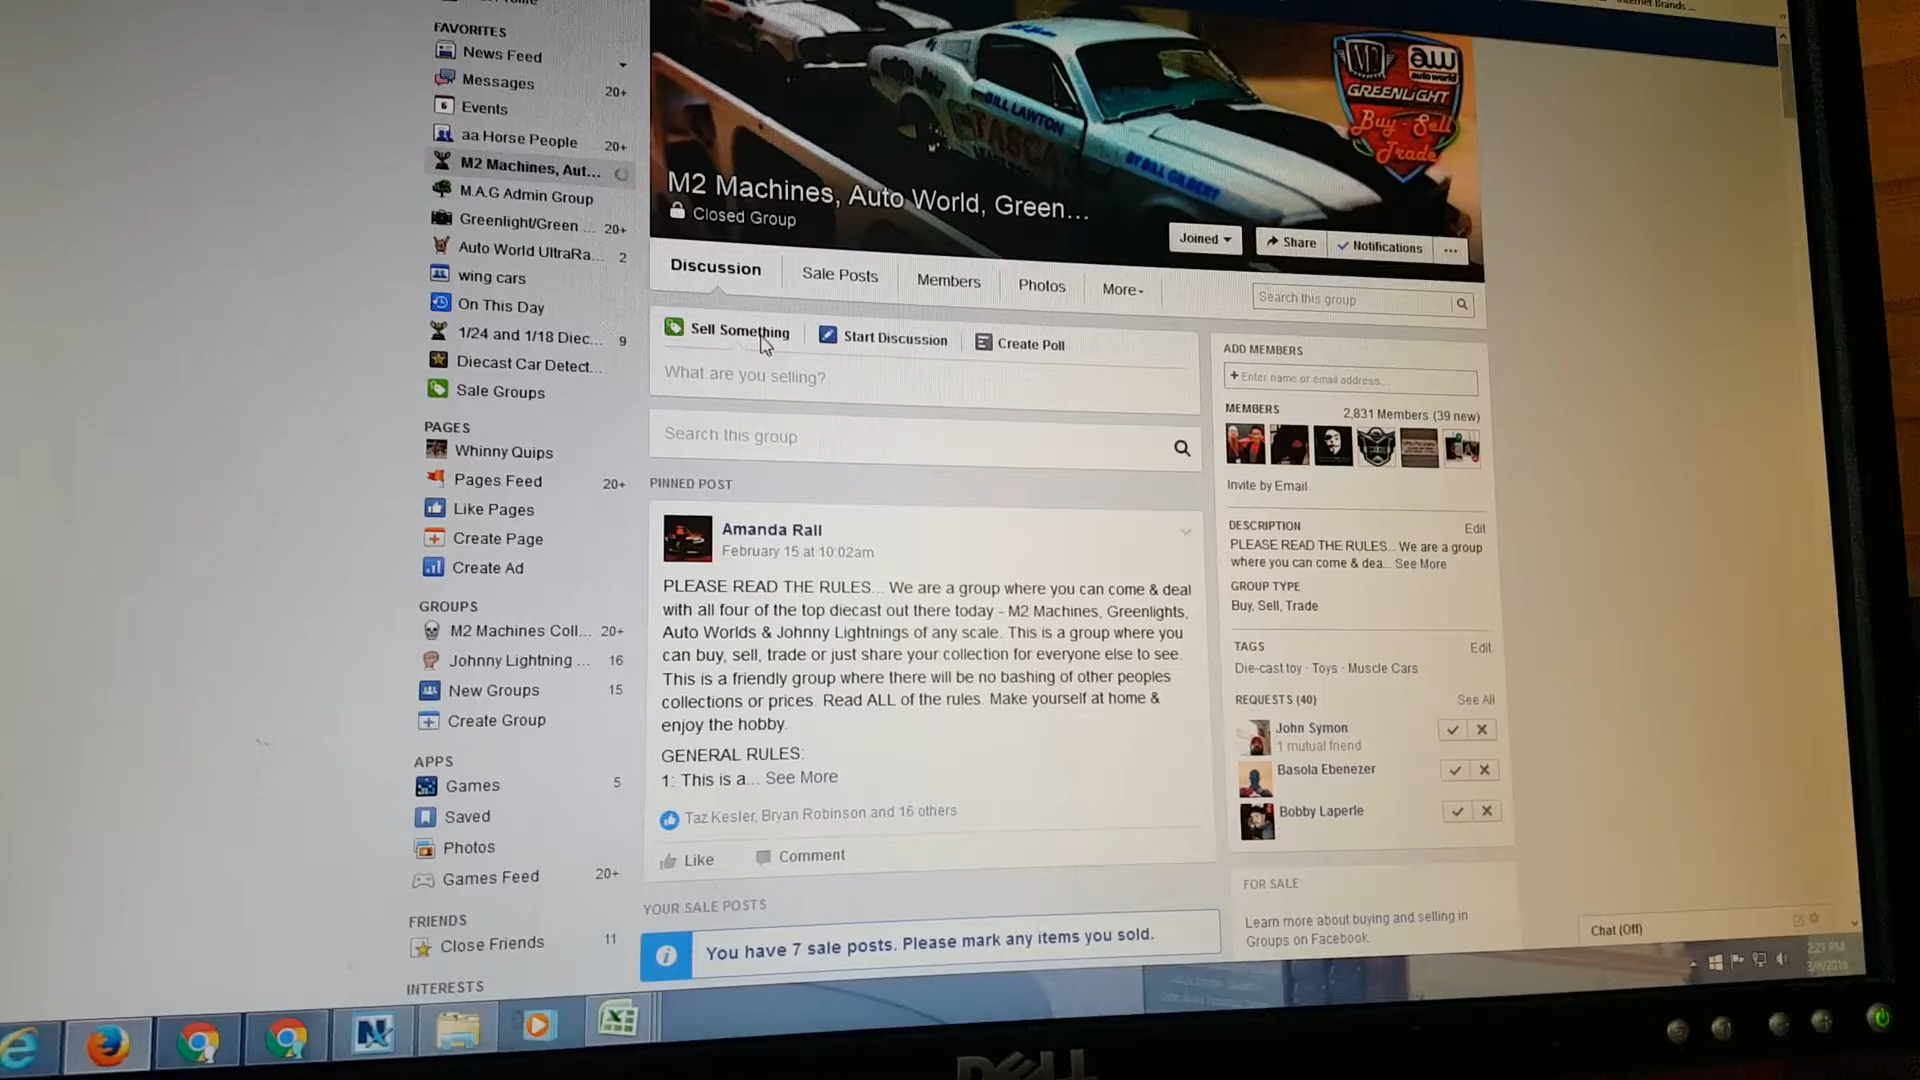 Internet Brands ...
FAVORITES
News Feed
Messages 20+
Events
aa Horse People 20+
M2 Machines, Aut...
M.A.G Admin Group
Greenlight/Green ... 20+
Auto World UltraRa... 2
wing cars
On This Day
1/24 and 1/18 Diec... 9
Diecast Car Detect...
Sale Groups
PAGES
Whinny Quips
Pages Feed 20+
Like Pages
Create Page
Create Ad
GROUPS
M2 Machines Coll... 20+
Johnny Lightning ... 16
New Groups 15
Create Group
APPS
Games 5
Saved
Photos
Games Feed 20+
FRIENDS
Close Friends 11
INTERESTS
BILL LAWTON
TASCA
BY BILL GILBERT
M2
aw
auto world
GREENLiGHT
Buy - Sell
Trade
M2 Machines, Auto World, Green...
Closed Group
Joined
Share
Notifications
...
Discussion
Sale Posts
Members
Photos
More
Search this group
Sell Something
Start Discussion
Create Poll
What are you selling?
Search this group
PINNED POST
Amanda Rall
February 15 at 10:02am
PLEASE READ THE RULES... We are a group where you can come & deal
with all four of the top diecast out there today - M2 Machines, Greenlights,
Auto Worlds & Johnny Lightnings of any scale. This is a group where you
can buy, sell, trade or just share your collection for everyone else to see.
This is a friendly group where there will be no bashing of other peoples
collections or prices. Read ALL of the rules. Make yourself at home &
enjoy the hobby.
GENERAL RULES:
1: This is a... See More
Taz Kesler, Bryan Robinson and 16 others
Like
Comment
YOUR SALE POSTS
You have 7 sale posts. Please mark any items you sold.
ADD MEMBERS
+ Enter name or email address...
MEMBERS 2,831 Members (39 new)
Invite by Email
DESCRIPTION Edit
PLEASE READ THE RULES... We are a group
where you can come & dea... See More
GROUP TYPE
Buy, Sell, Trade
TAGS Edit
Die-cast toy · Toys · Muscle Cars
REQUESTS (40) See All
John Symon
1 mutual friend
Basola Ebenezer
Bobby Laperle
FOR SALE
Learn more about buying and selling in
Groups on Facebook.
Chat (Off)
2:21 PM
DELL